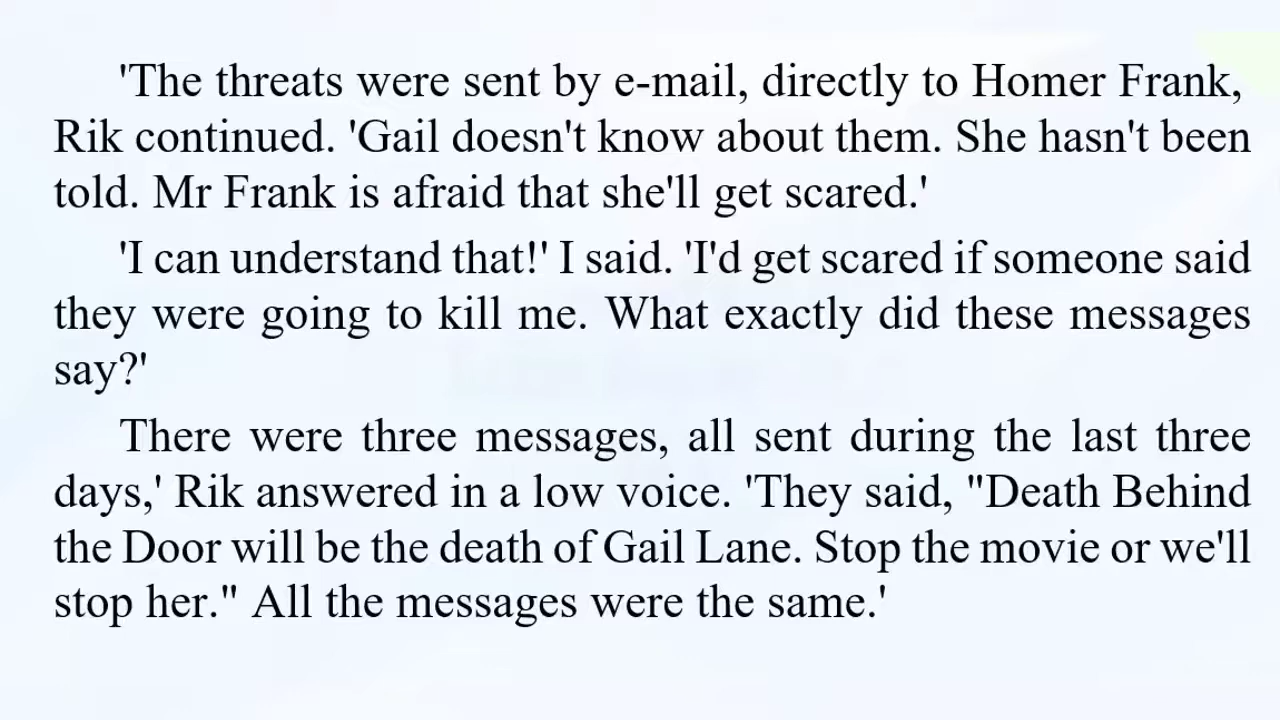 'The threats were sent by e-mail, directly to Homer Frank,
Rik continued. 'Gail doesn't know about them. She hasn't been
told. Mr Frank is afraid that she'll get scared.'
'I can understand that!' I said. 'I'd get scared if someone said
they were going to kill me. What exactly did these messages
say?'
There were three messages, all sent during the last three
days,' Rik answered in a low voice. 'They said, "Death Behind
the Door will be the death of Gail Lane. Stop the movie or we'll
stop her." All the messages were the same.'